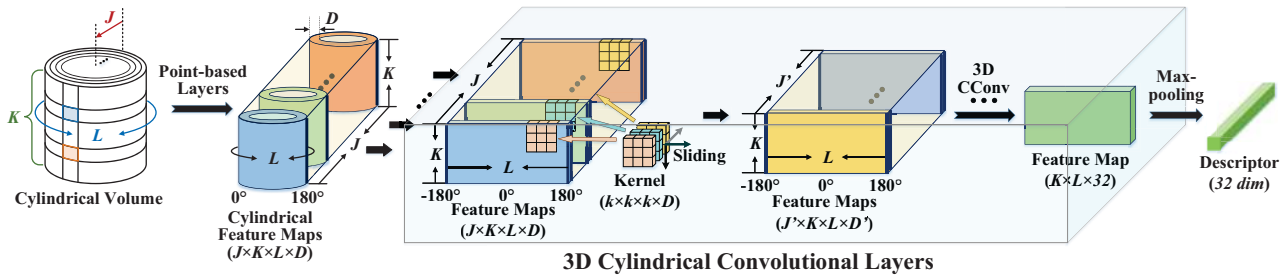 J
K
L
Cylindrical Volume
Point-based
Layers
D
K
J
L
0°
180°
Cylindrical
Feature Maps
(J×K×L×D)
J
K
L
-180°
0°
180°
Feature Maps
(J×K×L×D)
Sliding
Kernel
(k×k×k×D)
J'
K
L
-180°
0°
180°
Feature Maps
(J'×K×L×D')
3D
CConv
Feature Map
(K×L×32)
Max-
pooling
Descriptor
(32 dim)
3D Cylindrical Convolutional Layers